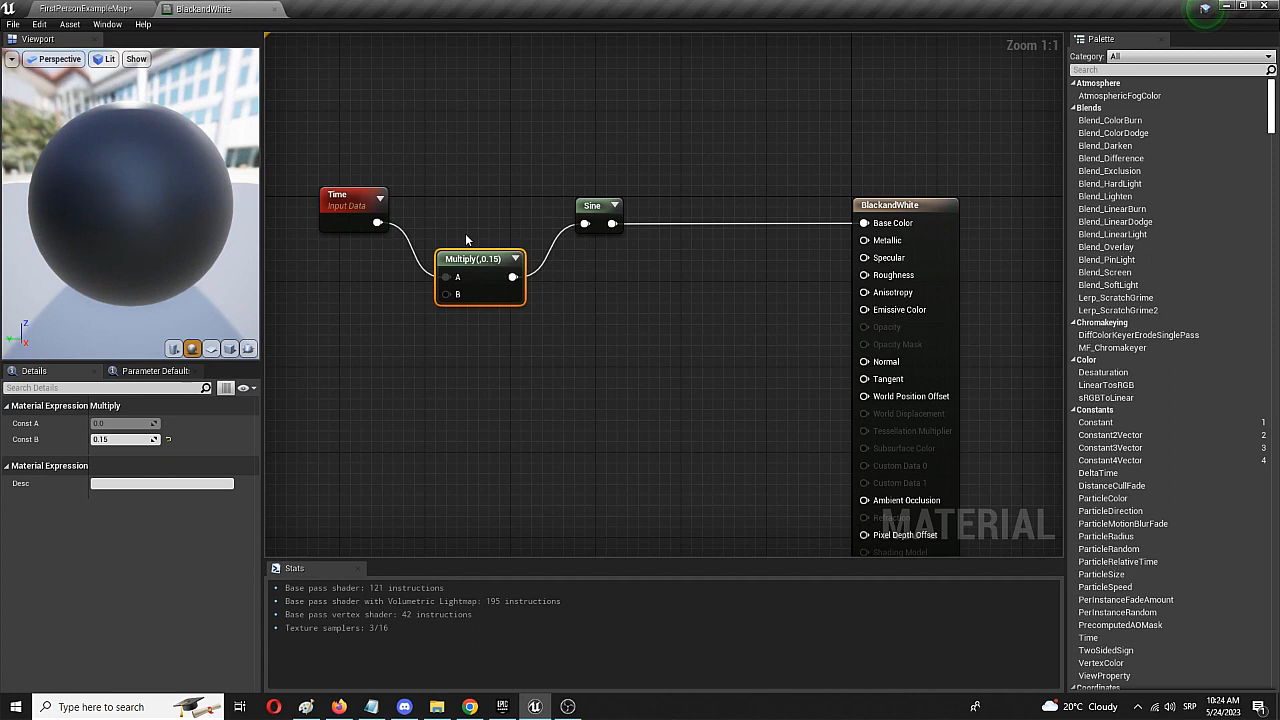 FirstPersonExampleMap*
BlackandWhite
File Edit Asset Window Help
Viewport
Perspective Lit Show
Zoom 1:1
Time
Input Data
Multiply(,0.15)
A
B
Sine
BlackandWhite
Base Color
Metallic
Specular
Roughness
Anisotropy
Emissive Color
Opacity
Opacity Mask
Normal
Tangent
World Position Offset
World Displacement
Tessellation Multiplier
Subsurface Color
Custom Data 0
Custom Data 1
Ambient Occlusion
Refraction
Pixel Depth Offset
Shading Model
MATERIAL
Z
Y
X
Details Parameter Default
Search Details
Material Expression Multiply
Const A 0.0
Const B 0.15
Material Expression
Desc
Stats
Base pass shader: 121 instructions
Base pass shader with Volumetric Lightmap: 195 instructions
Base pass vertex shader: 42 instructions
Texture samplers: 3/16
Palette
Category: All
Search
Atmosphere
AtmosphericFogColor
Blends
Blend_ColorBurn
Blend_ColorDodge
Blend_Darken
Blend_Difference
Blend_Exclusion
Blend_HardLight
Blend_Lighten
Blend_LinearBurn
Blend_LinearDodge
Blend_LinearLight
Blend_Overlay
Blend_PinLight
Blend_Screen
Blend_SoftLight
Lerp_ScratchGrime
Lerp_ScratchGrime2
Chromakeying
DiffColorKeyerErodeSinglePass
MF_Chromakeyer
Color
Desaturation
LinearTosRGB
sRGBToLinear
Constants
Constant 1
Constant2Vector 2
Constant3Vector 3
Constant4Vector 4
DeltaTime
DistanceCullFade
ParticleColor
ParticleDirection
ParticleMotionBlurFade
ParticleRadius
ParticleRandom
ParticleRelativeTime
ParticleSize
ParticleSpeed
PerInstanceFadeAmount
PerInstanceRandom
PrecomputedAOMask
Time
TwoSidedSign
VertexColor
ViewProperty
Coordinates
Type here to search
EPIC
20°C Cloudy
SRP
10:24 AM
5/24/2023